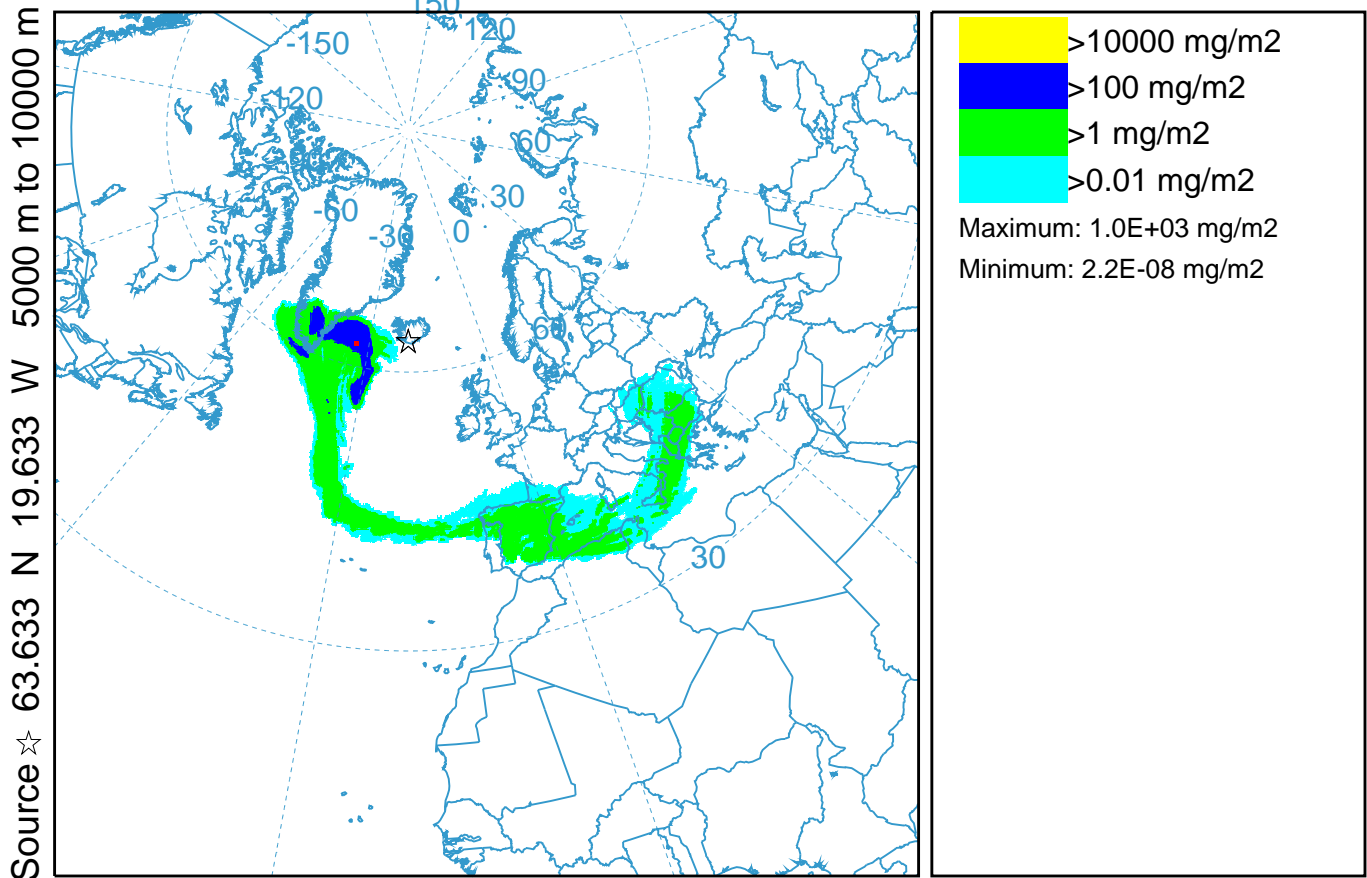 Source ☆ 63.633 N 19.633 W 5000 m to 10000 m
150
-150
120
-120
90
60
-60
30
-30
0
60
30
>10000 mg/m2
>100 mg/m2
>1 mg/m2
>0.01 mg/m2
Maximum: 1.0E+03 mg/m2
Minimum: 2.2E-08 mg/m2